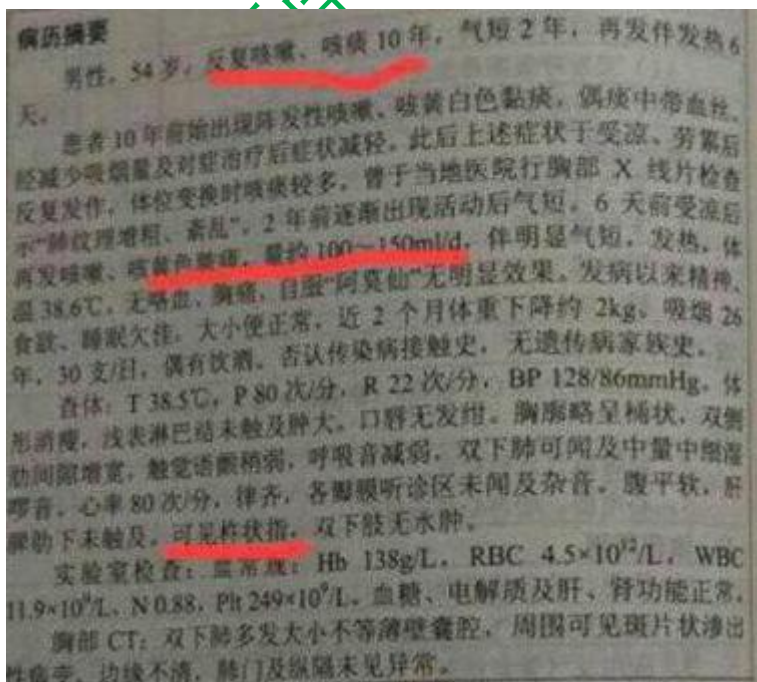 病历摘要
男性，54岁，反复咳嗽、咳痰10年，气短2年，再发伴发热6
天。
患者10年前始出现阵发性咳嗽、咳黄白色黏痰，偶痰中带血丝，
经减少吸烟量及对症治疗后症状减轻。此后上述症状于受凉、劳累后
反复发作，体位变换时咳痰较多。曾于当地医院行胸部 X 线片检查
示“肺纹理增粗、紊乱”。2年前逐渐出现活动后气短。6天前受凉后
再发咳嗽、咳黄色脓痰，量约100～150ml/d，伴明显气短，发热，体
温38.6℃，无咯血、胸痛，自服“阿莫仙”无明显效果。发病以来精神、
食欲、睡眠欠佳，大小便正常，近2个月体重下降约2kg。吸烟26
年，30支/日，偶有饮酒。否认传染病接触史，无遗传病家族史。
查体：T 38.5℃，P 80次/分，R 22次/分，BP 128/86mmHg。体
形消瘦，浅表淋巴结未触及肿大。口唇无发绀。胸廓略呈桶状，双侧
肋间隙增宽，触觉语颤稍弱，呼吸音减弱，双下肺可闻及中量中细湿
啰音。心率80次/分，律齐，各瓣膜听诊区未闻及杂音。腹平软，肝
脾肋下未触及，可见杵状指，双下肢无水肿。
实验室检查：血常规：Hb 138g/L，RBC 4.5×10¹²/L，WBC
11.9×10⁹/L，N 0.88，Plt 249×10⁹/L。血糖、电解质及肝、肾功能正常。
胸部 CT：双下肺多发大小不等薄壁囊腔，周围可见斑片状渗出
性病变，边缘不清，肺门及纵隔未见异常。